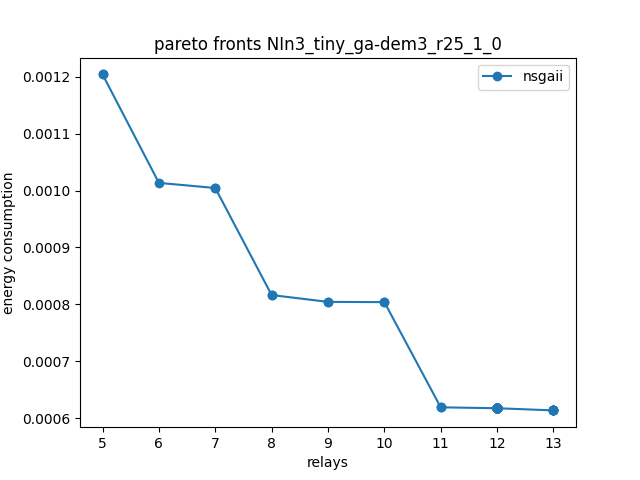 pareto fronts NIn3_tiny_ga-dem3_r25_1_0
nsgaii
energy consumption
0.0012
0.0011
0.0010
0.0009
0.0008
0.0007
0.0006
5 6 7 8 9 10 11 12 13
relays